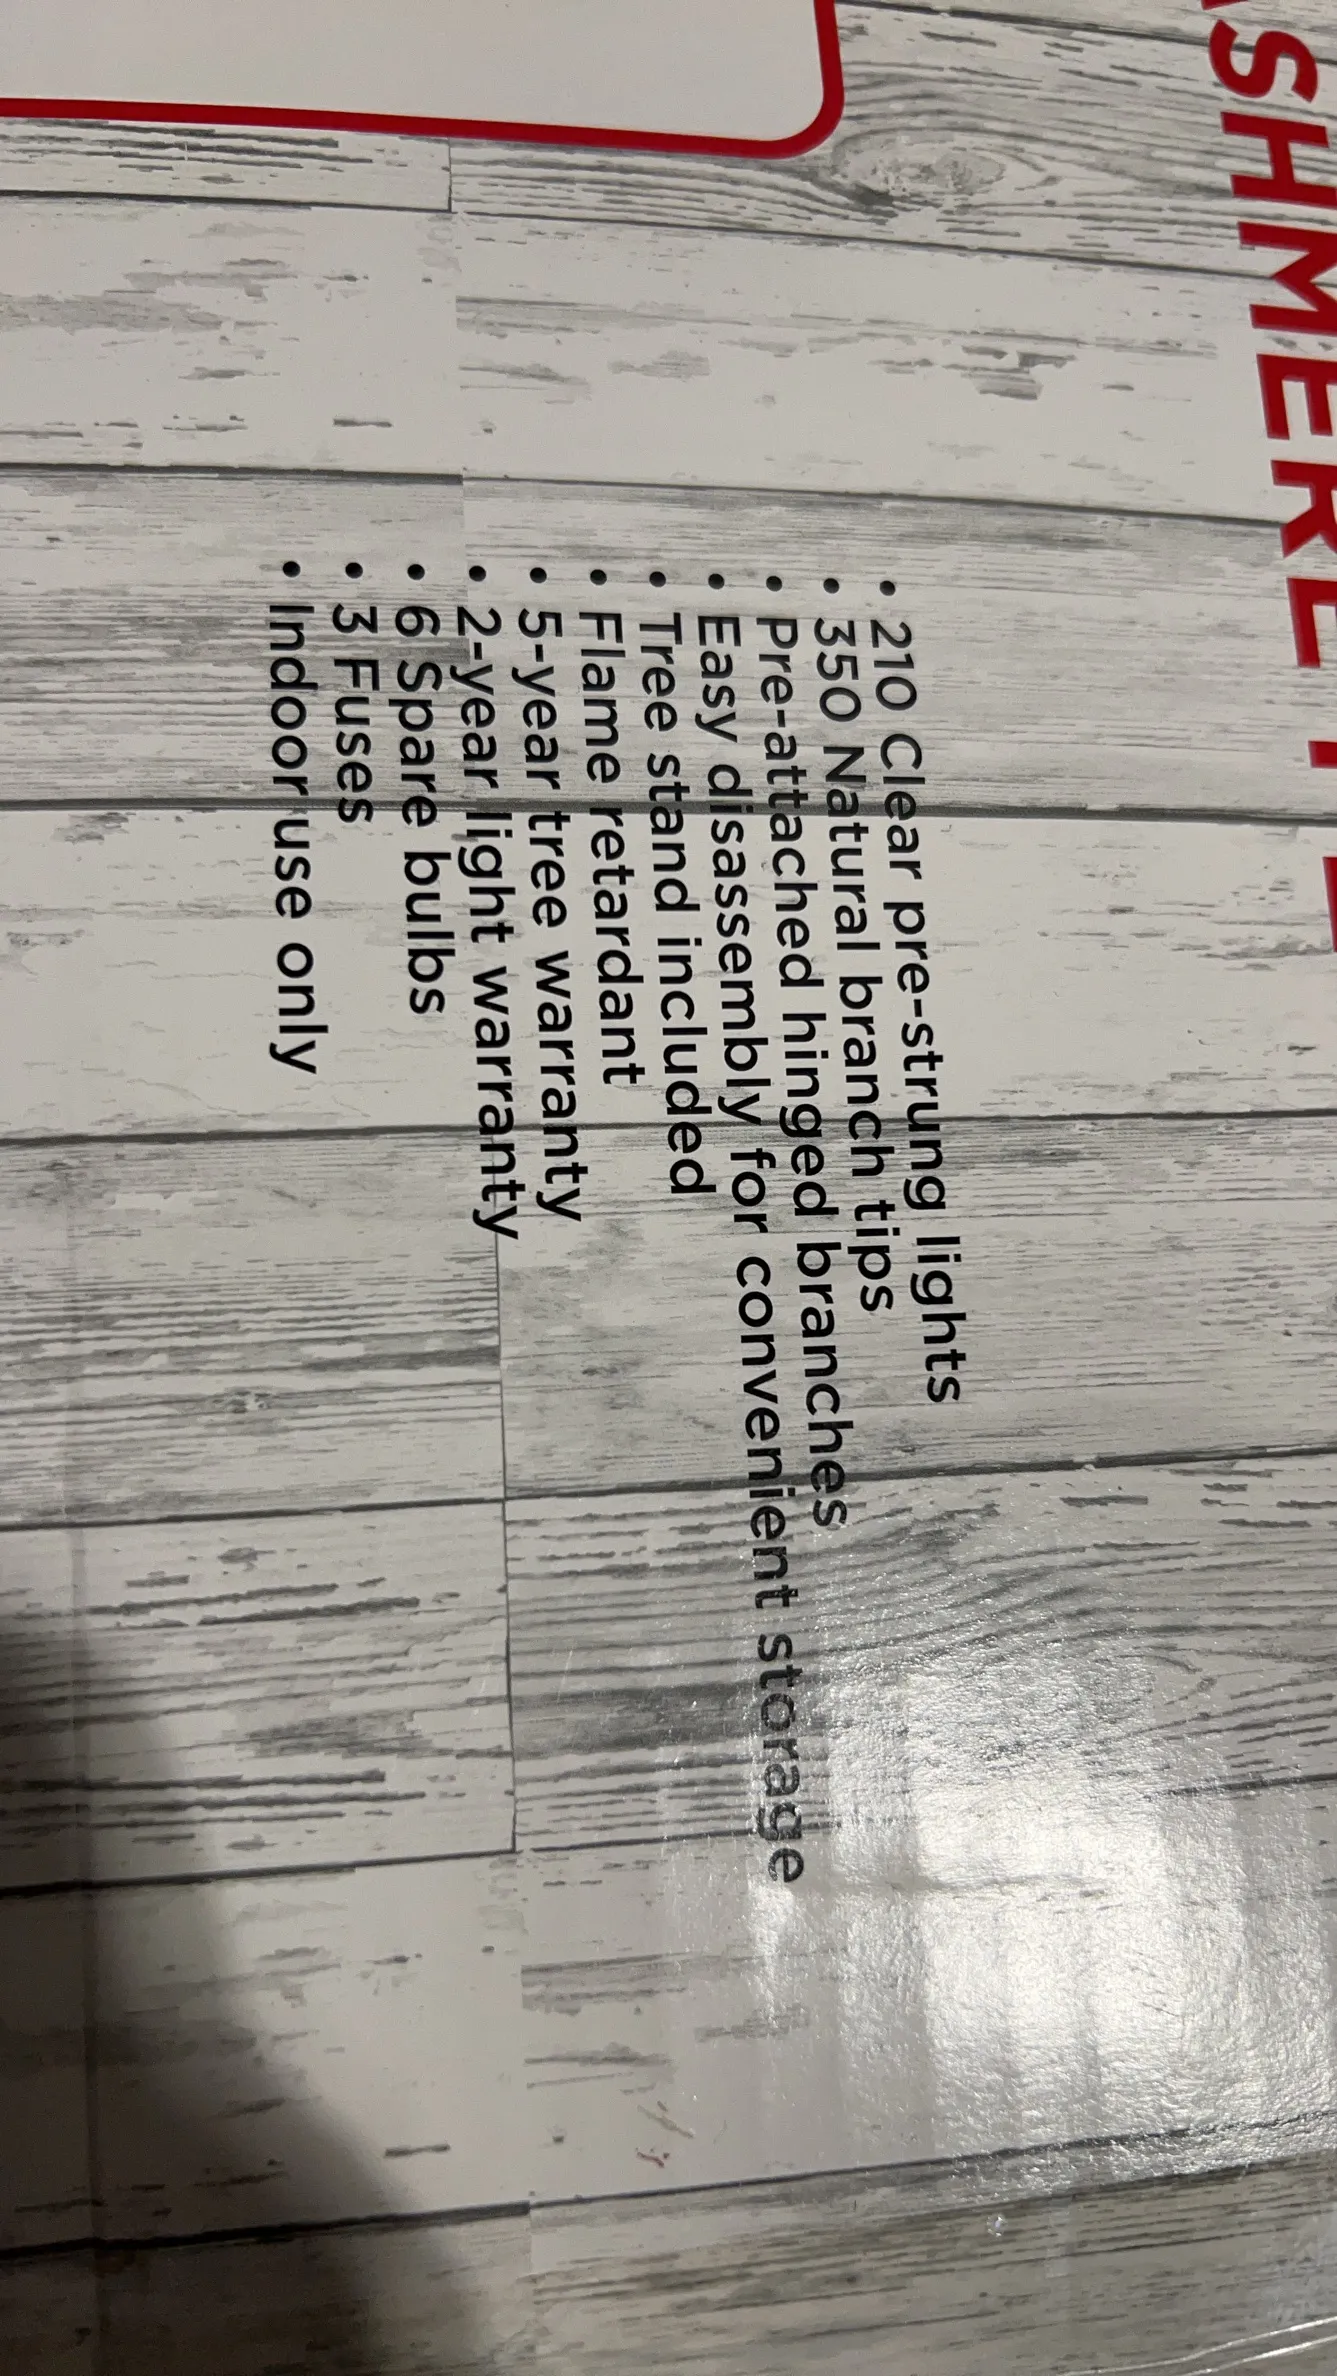 • 210 Clear pre-strung lights
• 350 Natural branch tips
• Pre-attached hinged branches
• Easy disassembly for convenient storage
• Tree stand included
• Flame retardant
• 5-year tree warranty
• 2-year light warranty
• 6 Spare bulbs
• 3 Fuses
• Indoor use only